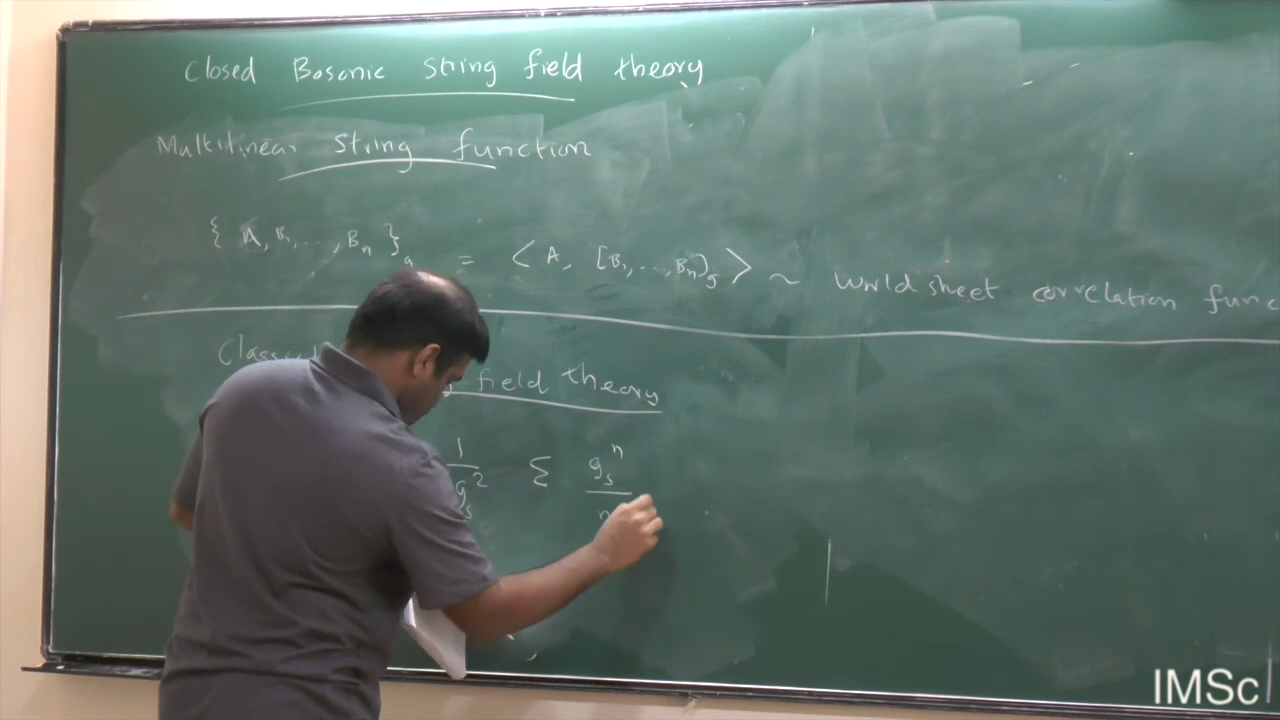 Closed Bosonic string field theory
Multilinear string function
{ A, B₁, ..., Bₙ }g = < A, [B₁, .., Bₙ]g > ~ world sheet correlation func
Class field theory
1/gₛ² Σ gₛⁿ/n
IMSc